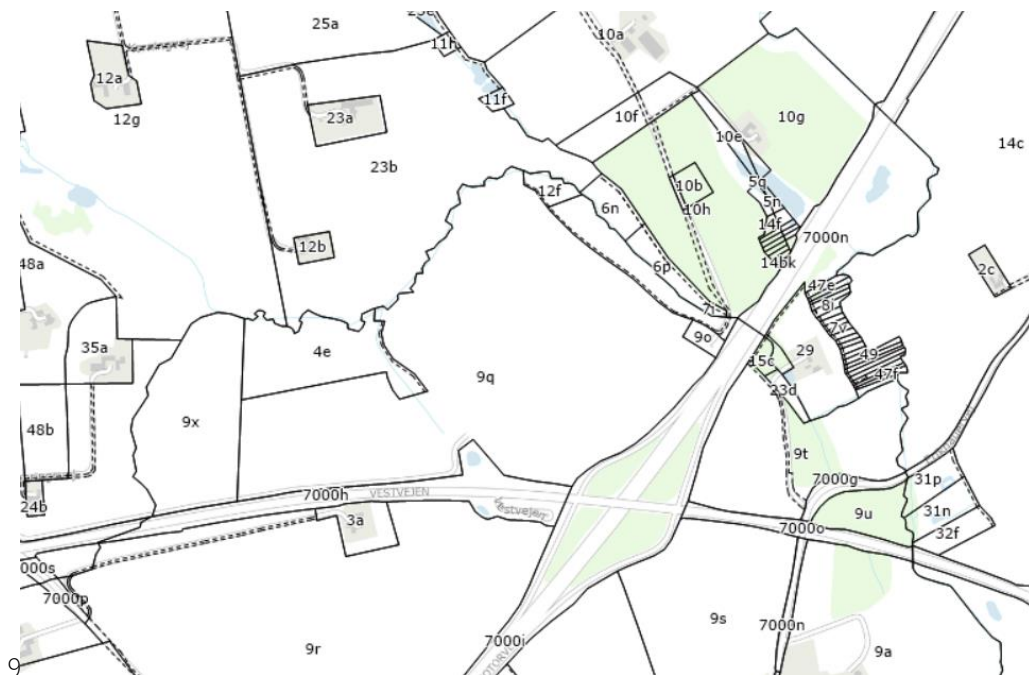 25a
11h
10a
12a
11f
12g
23a
10f
10g
10e
14c
23b
5q
10b
12f
5n
6n
10h
14f
7000n
12b
14bk
48a
6p
2c
47e
8i
9o
7v
35a
4e
29
49
15c
9q
47f
23d
9x
48b
9t
7000g
31p
7000h
VESTVEJEN
24b
Vestvejen
31n
3a
9u
7000o
32f
000s
7000p
9s
7000n
9r
7000i
9a
9